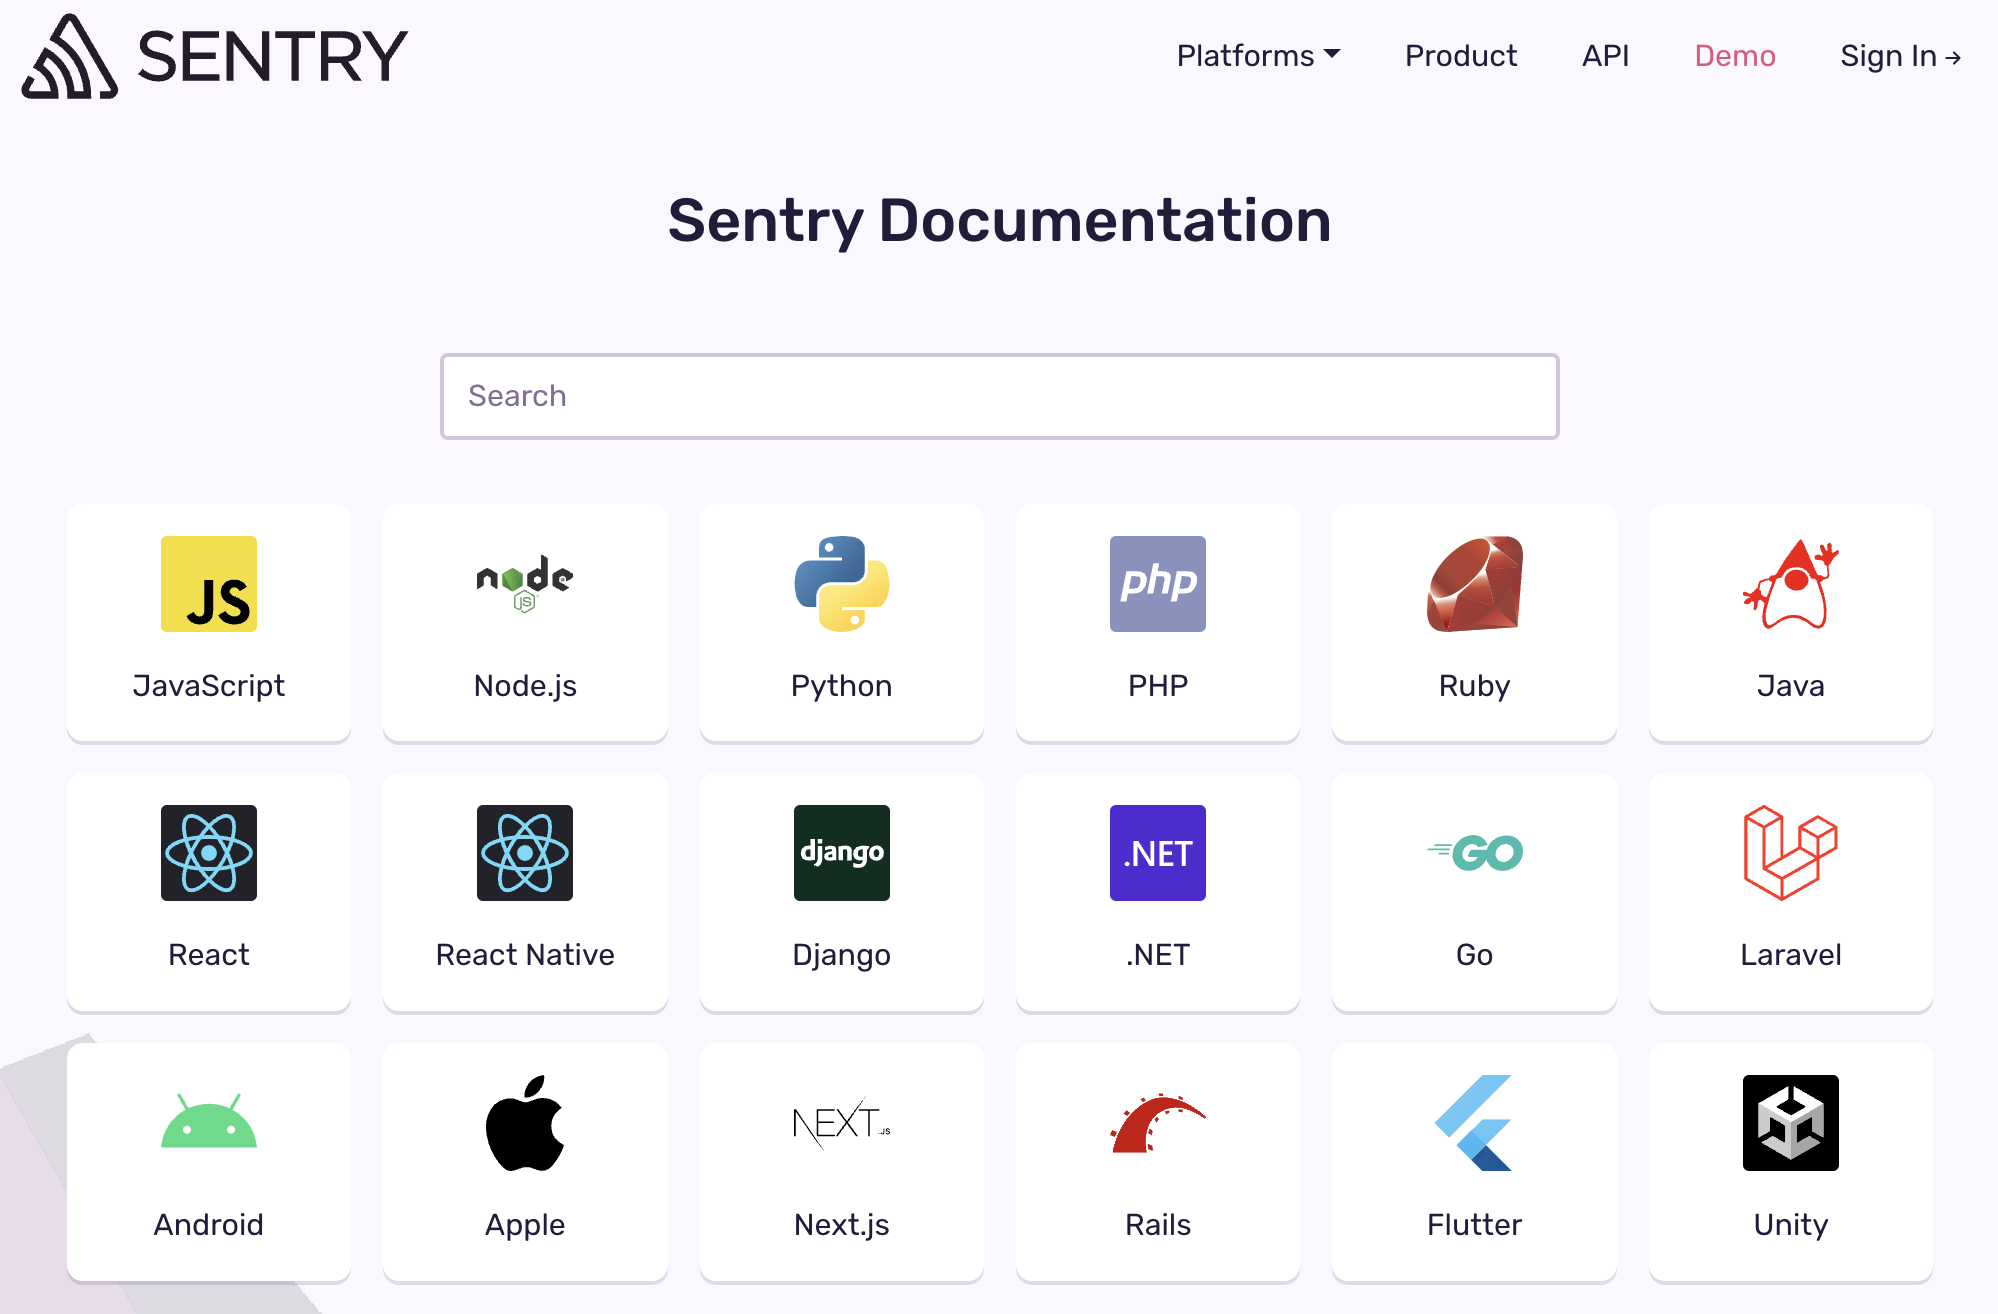 SENTRY
Platforms Product API Demo Sign In →
Sentry Documentation
Search
JS node JS php
JavaScript Node.js Python PHP Ruby Java
django .NET GO
React React Native Django .NET Go Laravel
NEXT.JS
Android Apple Next.js Rails Flutter Unity